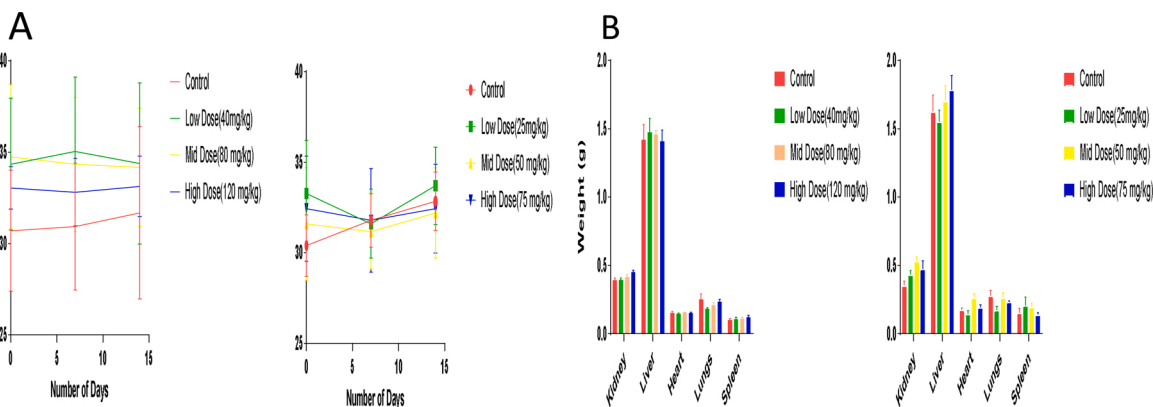 A
40
35
30
25
0 5 10 15
Number of Days
Control
Low Dose(40mg/kg)
Mid Dose(80 mg/kg)
High Dose(120 mg/kg)
40
35
30
25
0 5 10 15
Number of Days
Control
Low Dose(25mg/kg)
Mid Dose(50 mg/kg)
High Dose(75 mg/kg)
B
Weight (g)
2.0
1.5
1.0
0.5
0.0
Kidney Liver Heart Lungs Spleen
Control
Low Dose(40mg/kg)
Mid Dose(80 mg/kg)
High Dose(120 mg/kg)
2.0
1.5
1.0
0.5
0.0
Kidney Liver Heart Lungs Spleen
Control
Low Dose(25mg/kg)
Mid Dose(50 mg/kg)
High Dose(75 mg/kg)